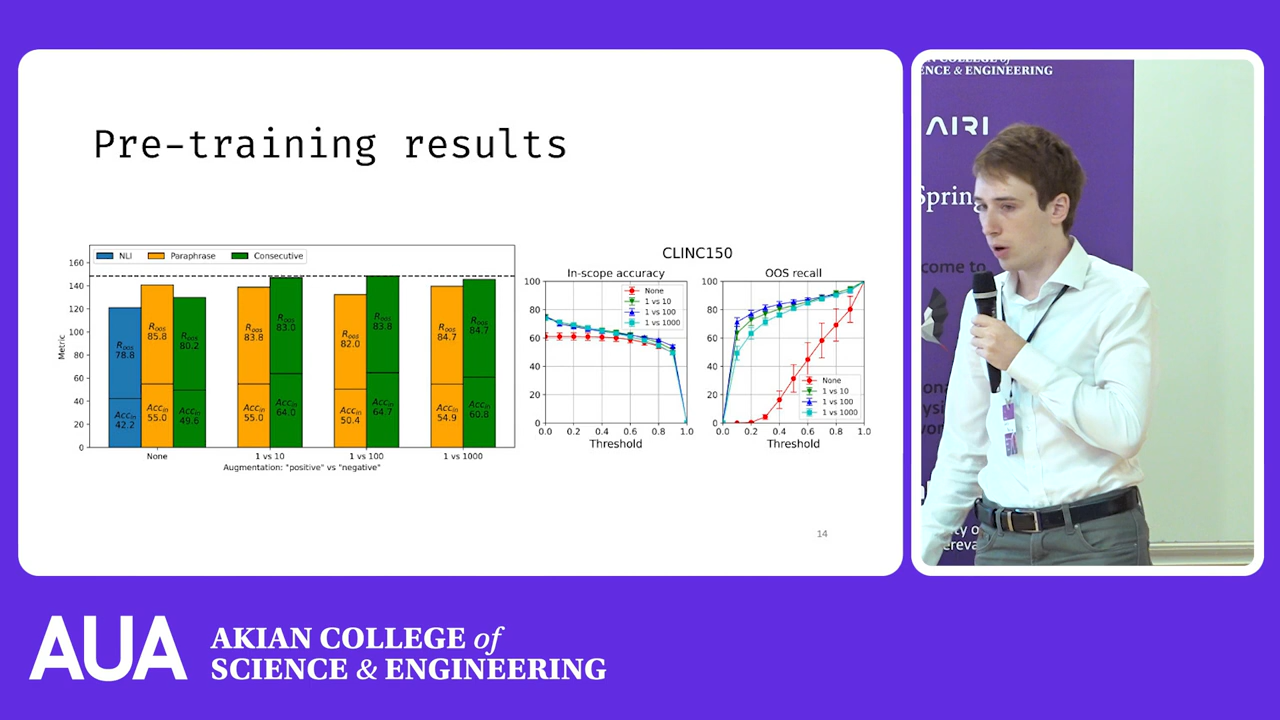 Pre-training results
NLI
Paraphrase
Consecutive
Metric
160
140
120
100
80
60
40
20
0
R_oos
78.8
Acc_in
42.2
R_oos
85.8
Acc_in
55.0
R_oos
80.2
Acc_in
49.6
R_oos
83.8
Acc_in
55.0
R_oos
83.0
Acc_in
64.0
R_oos
82.0
Acc_in
50.4
R_oos
83.8
Acc_in
64.7
R_oos
84.7
Acc_in
54.9
R_oos
84.7
Acc_in
60.8
None
1 vs 10
1 vs 100
1 vs 1000
Augmentation: "positive" vs "negative"
CLINC150
In-scope accuracy
None
1 vs 10
1 vs 100
1 vs 1000
100
80
60
40
20
0
0.0 0.2 0.4 0.6 0.8 1.0
Threshold
OOS recall
None
1 vs 10
1 vs 100
1 vs 1000
100
80
60
40
20
0
0.0 0.2 0.4 0.6 0.8 1.0
Threshold
14
ENCE & ENGINEERING
AIRI
Spring
come to
AUA
AKIAN COLLEGE of
SCIENCE & ENGINEERING